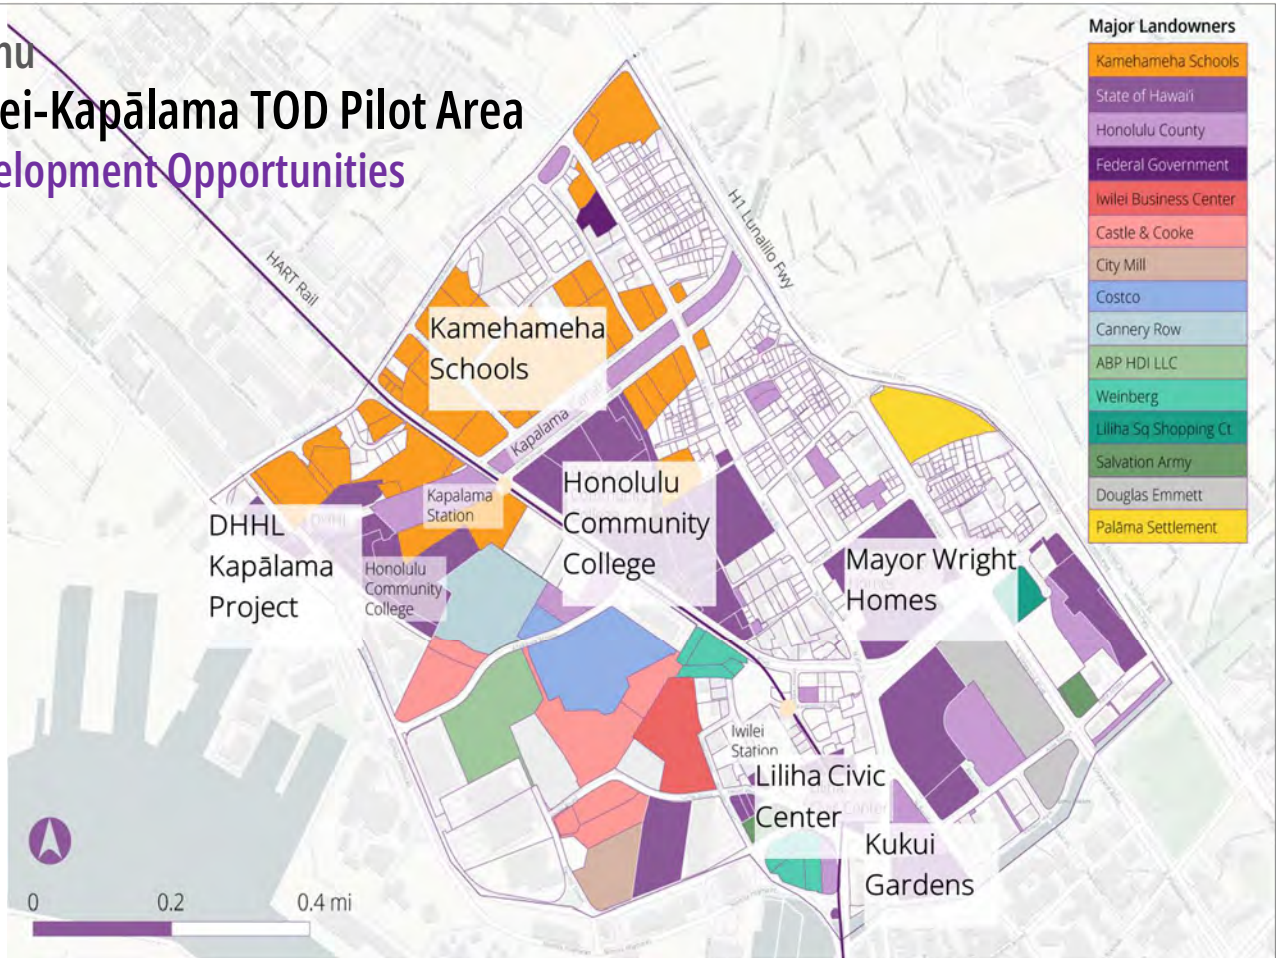 hu
ei-Kapālama TOD Pilot Area
elopment Opportunities
HART Rail
H1 Lunalilo Fwy
Kamehameha
Schools
Kapalama
Kapalama
Station
Honolulu
Community
College
DHHL
Kapālama
Project
Honolulu
Community
College
Mayor Wright
Homes
Iwilei
Station
Liliha Civic
Center
Kukui
Gardens
0
0.2
0.4 mi
Major Landowners
Kamehameha Schools
State of Hawai'i
Honolulu County
Federal Government
Iwilei Business Center
Castle & Cooke
City Mill
Costco
Cannery Row
ABP HDI LLC
Weinberg
Liliha Sq Shopping Ct.
Salvation Army
Douglas Emmett
Palāma Settlement